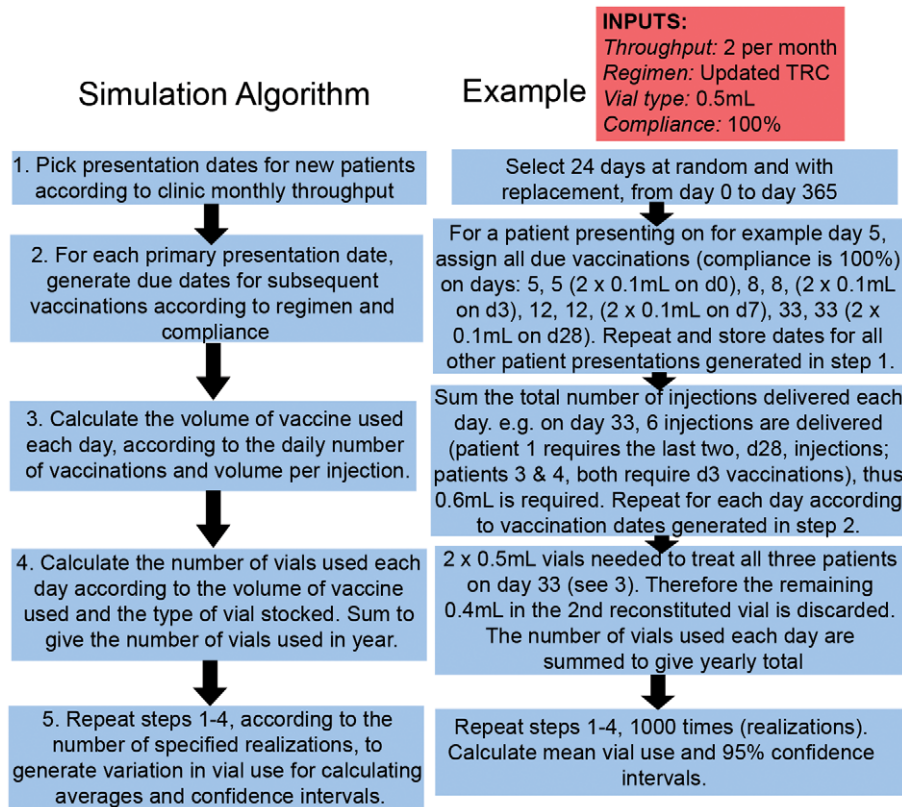 INPUTS:
Throughput: 2 per month
Regimen: Updated TRC
Vial type: 0.5mL
Compliance: 100%
Simulation Algorithm
Example
1. Pick presentation dates for new patients
according to clinic monthly throughput
2. For each primary presentation date,
generate due dates for subsequent
vaccinations according to regimen and
compliance
3. Calculate the volume of vaccine used
each day, according to the daily number
of vaccinations and volume per injection.
4. Calculate the number of vials used each
day according to the volume of vaccine
used and the type of vial stocked. Sum to
give the number of vials used in year.
5. Repeat steps 1-4, according to the
number of specified realizations, to
generate variation in vial use for calculating
averages and confidence intervals.
Select 24 days at random and with
replacement, from day 0 to day 365
For a patient presenting on for example day 5,
assign all due vaccinations (compliance is 100%)
on days: 5, 5 (2 x 0.1mL on d0), 8, 8, (2 x 0.1mL
on d3), 12, 12, (2 x 0.1mL on d7), 33, 33 (2 x
0.1mL on d28). Repeat and store dates for all
other patient presentations generated in step 1.
Sum the total number of injections delivered each
day. e.g. on day 33, 6 injections are delivered
(patient 1 requires the last two, d28, injections;
patients 3 & 4, both require d3 vaccinations), thus
0.6mL is required. Repeat for each day according
to vaccination dates generated in step 2.
2 x 0.5mL vials needed to treat all three patients
on day 33 (see 3). Therefore the remaining
0.4mL in the 2nd reconstituted vial is discarded.
The number of vials used each day are
summed to give yearly total
Repeat steps 1-4, 1000 times (realizations).
Calculate mean vial use and 95% confidence
intervals.